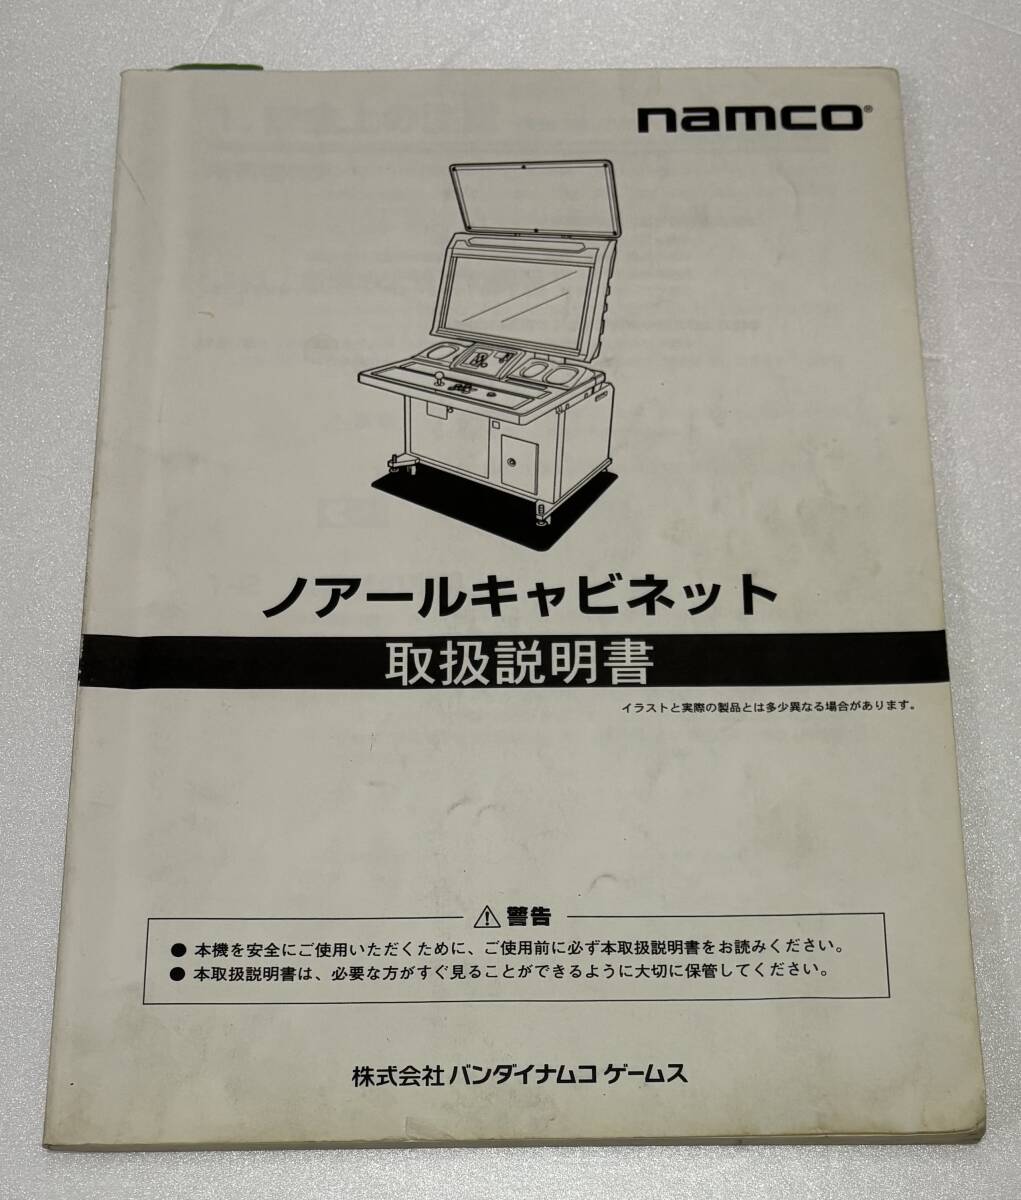 namco®
ノアールキャビネット
取扱説明書
イラストと実際の製品とは多少異なる場合があります。
⚠ 警告
● 本機を安全にご使用いただくために、ご使用前に必ず本取扱説明書をお読みください。
● 本取扱説明書は、必要な方がすぐ見ることができるように大切に保管してください。
株式会社 バンダイナムコ ゲームス